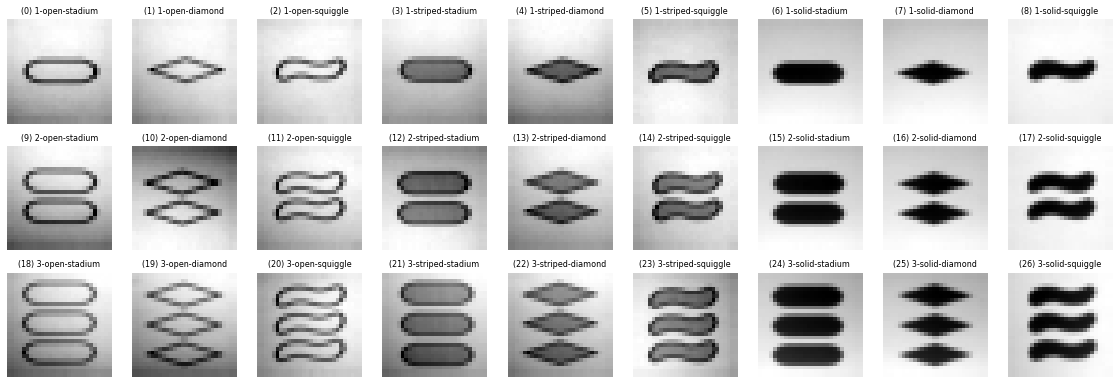 (0) 1-open-stadium
(1) 1-open-diamond
(2) 1-open-squiggle
(3) 1-striped-stadium
(4) 1-striped-diamond
(5) 1-striped-squiggle
(6) 1-solid-stadium
(7) 1-solid-diamond
(8) 1-solid-squiggle
(9) 2-open-stadium
(10) 2-open-diamond
(11) 2-open-squiggle
(12) 2-striped-stadium
(13) 2-striped-diamond
(14) 2-striped-squiggle
(15) 2-solid-stadium
(16) 2-solid-diamond
(17) 2-solid-squiggle
(18) 3-open-stadium
(19) 3-open-diamond
(20) 3-open-squiggle
(21) 3-striped-stadium
(22) 3-striped-diamond
(23) 3-striped-squiggle
(24) 3-solid-stadium
(25) 3-solid-diamond
(26) 3-solid-squiggle